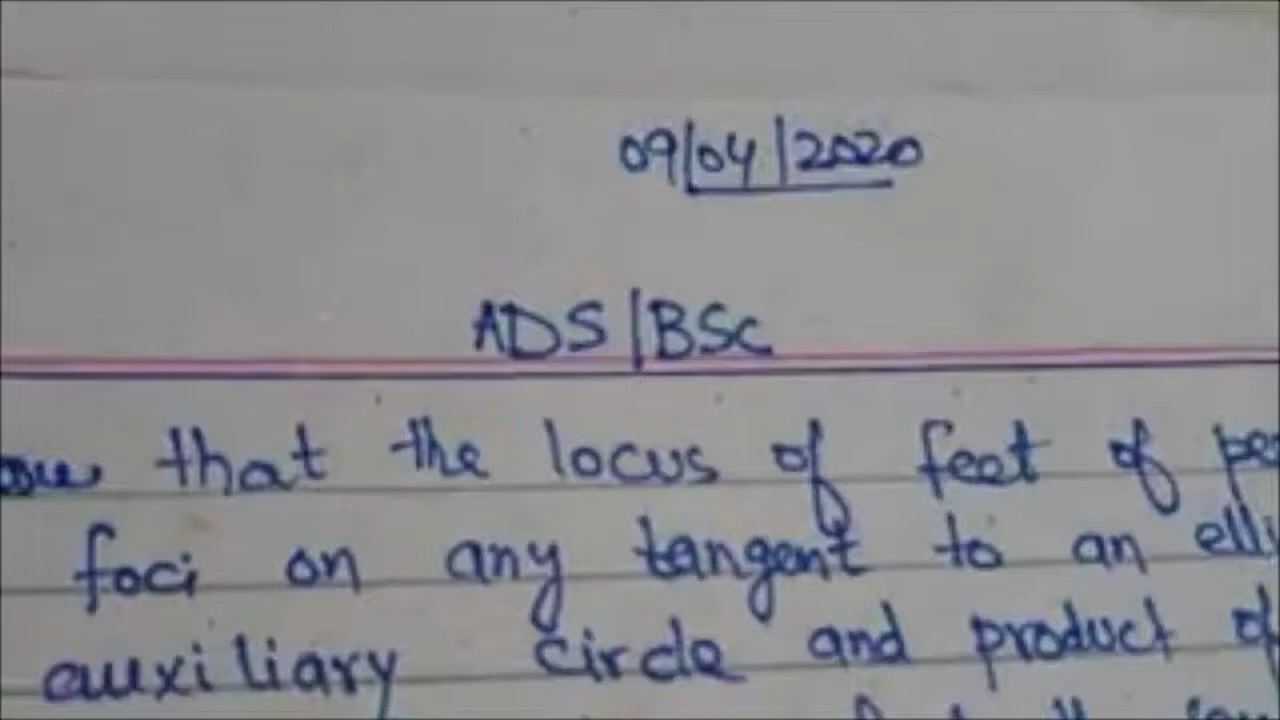 09/04/2020
ADS/BSc
that the locus of feet of
foci on any tangent to an
auxiliary circle and product of